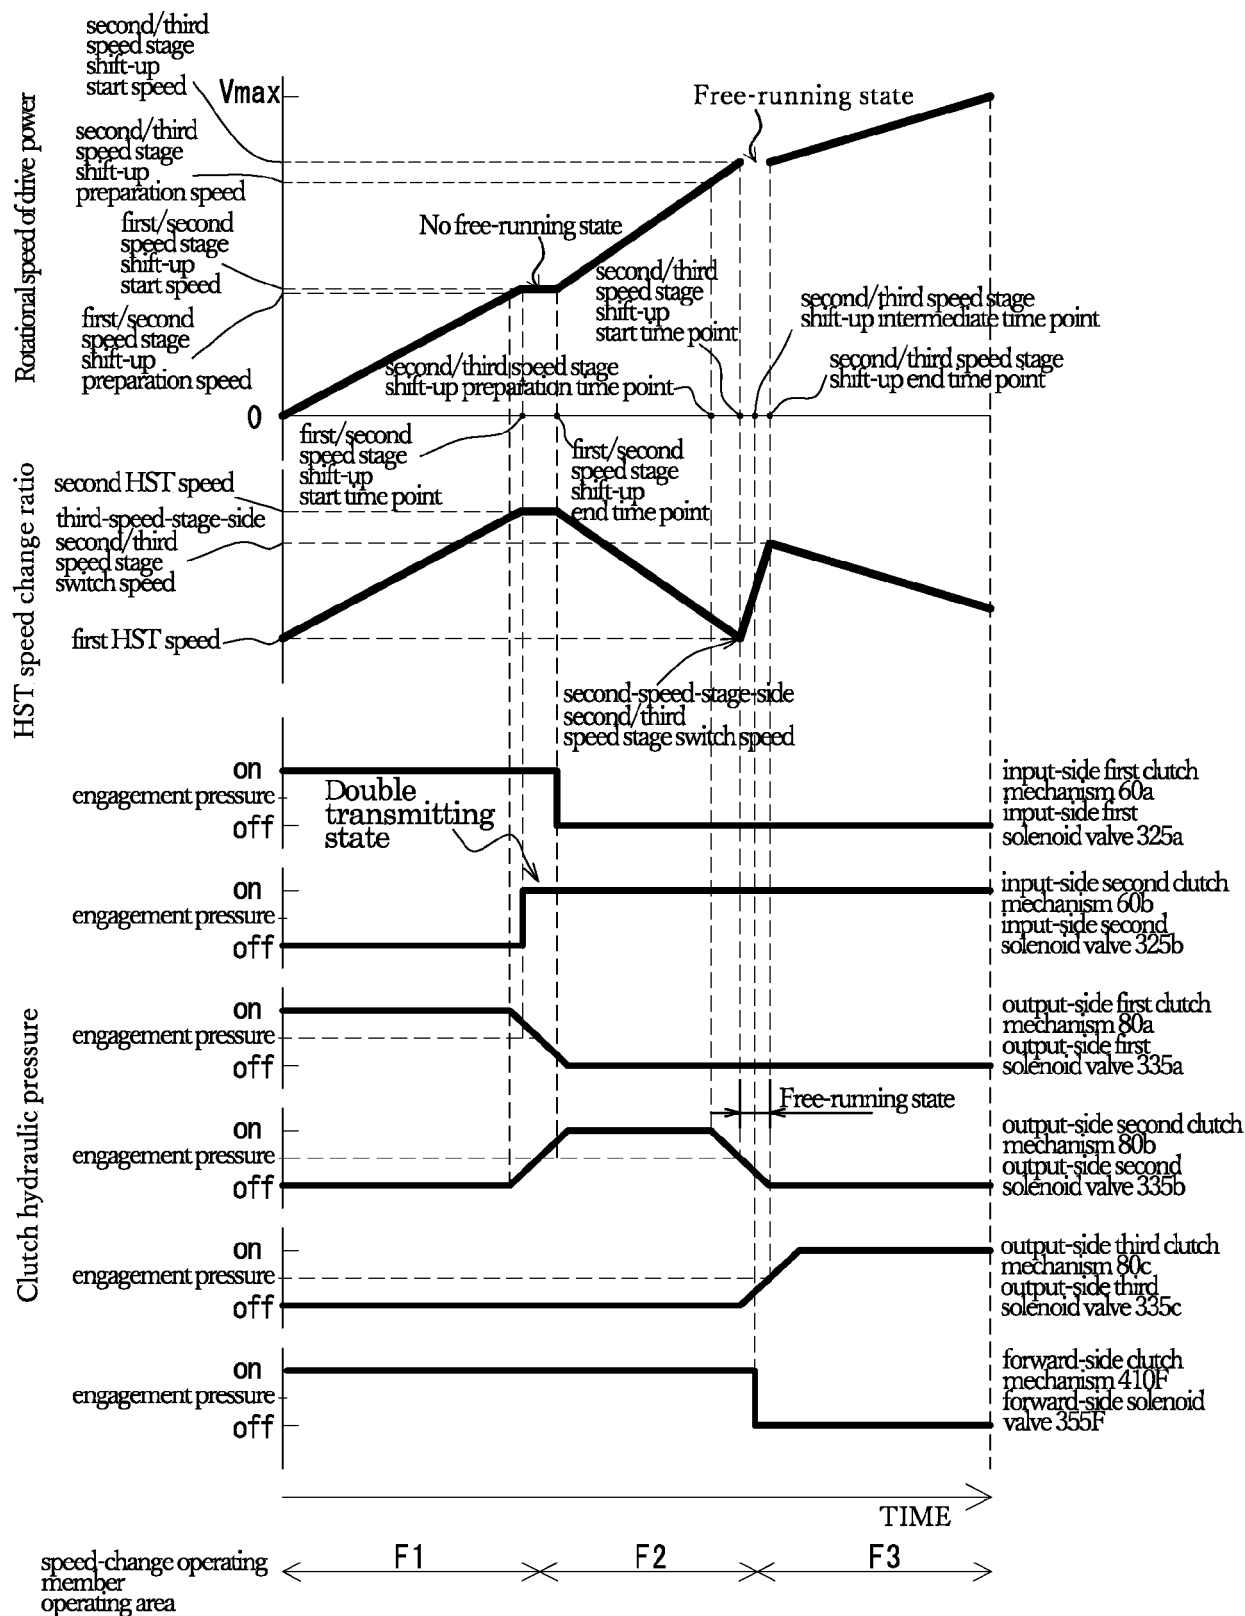 second/third
speed stage
shift-up
start speed
Vmax
Free-running state
second/third
speed stage
shift-up
preparation speed
Rotational speed of drive power
first/second
speed stage
shift-up
start speed
No free-running state
second/third
speed stage
shift-up
start time point
second/third speed stage
shift-up intermediate time point
first/second
speed stage
shift-up
preparation speed
second/third speed stage
shift-up preparation time point
second/third speed stage
shift-up end time point
0
first/second
speed stage
shift-up
start time point
first/second
speed stage
shift-up
end time point
HST speed change ratio
second HST speed
third-speed-stage-side
second/third
speed stage
switch speed
first HST speed
second-speed-stage-side
second/third
speed stage switch speed
on
engagement pressure
off
Double
transmitting
state
input-side first clutch
mechanism 60a
input-side first
solenoid valve 325a
on
engagement pressure
off
input-side second clutch
mechanism 60b
input-side second
solenoid valve 325b
Clutch hydraulic pressure
on
engagement pressure
off
output-side first clutch
mechanism 80a
output-side first
solenoid valve 335a
Free-running state
on
engagement pressure
off
output-side second clutch
mechanism 80b
output-side second
solenoid valve 335b
on
engagement pressure
off
output-side third clutch
mechanism 80c
output-side third
solenoid valve 335c
on
engagement pressure
off
forward-side clutch
mechanism 410F
forward-side solenoid
valve 355F
TIME
speed-change operating
member
operating area
F1
F2
F3